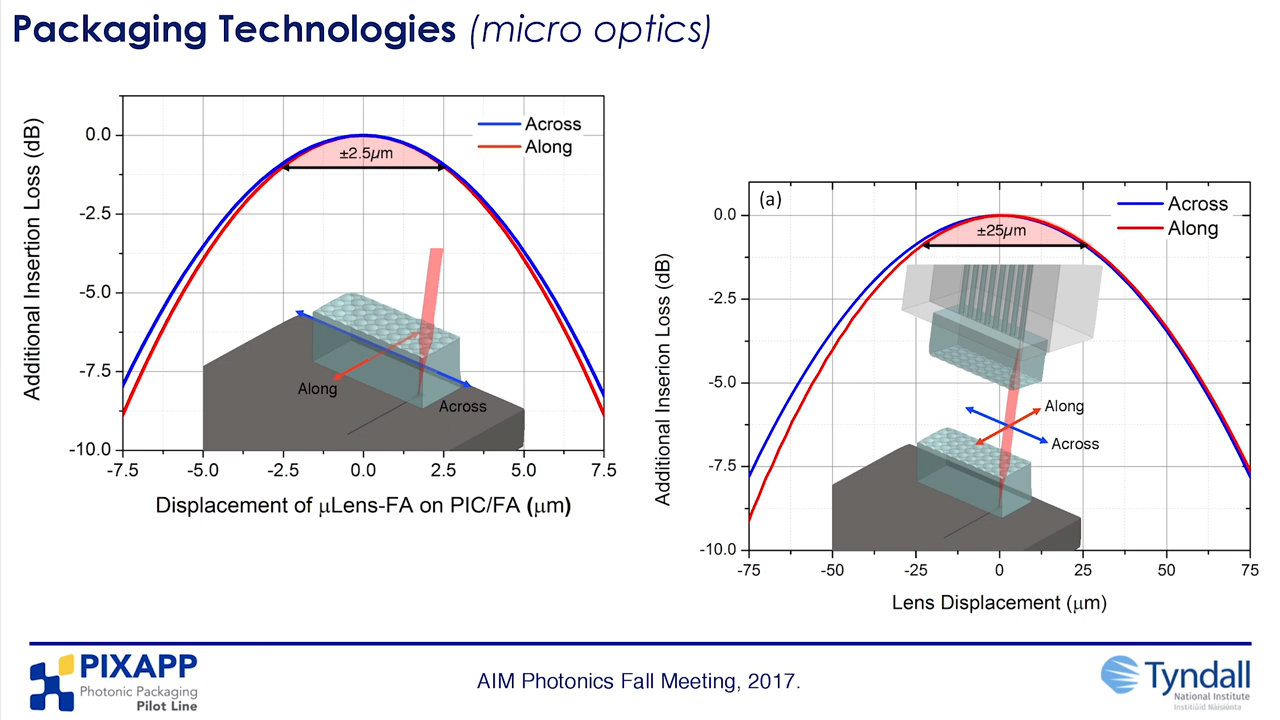 Packaging Technologies (micro optics)
Additional Insertion Loss (dB)
0.0
-2.5
-5.0
-7.5
-10.0
-7.5
-5.0
-2.5
0.0
2.5
5.0
7.5
Across
Along
±2.5µm
Along
Across
Displacement of µLens-FA on PIC/FA (µm)
(a)
Additional Inserion Loss (dB)
0.0
-2.5
-5.0
-7.5
-10.0
-75
-50
-25
0
25
50
75
Across
Along
±25µm
Along
Across
Lens Displacement (µm)
PIXAPP
Photonic Packaging
Pilot Line
AIM Photonics Fall Meeting, 2017.
Tyndall
National Institute
Institiúid Náisiúnta